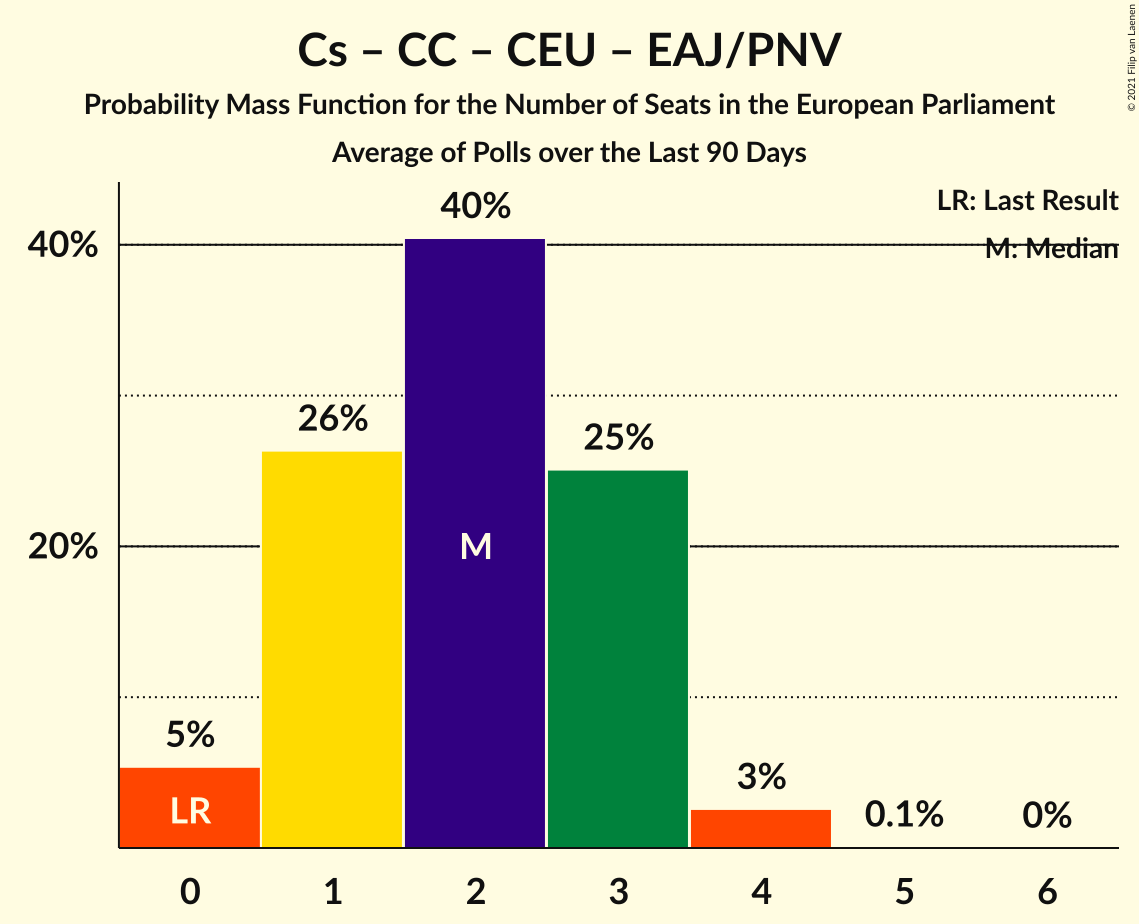 Cs – CC – CEU – EAJ/PNV
Probability Mass Function for the Number of Seats in the European Parliament
Average of Polls over the Last 90 Days
© 2021 Filip van Laenen
LR: Last Result
M: Median
40%
20%
5%
26%
40%
25%
3%
0.1%
0%
LR
M
0 1 2 3 4 5 6